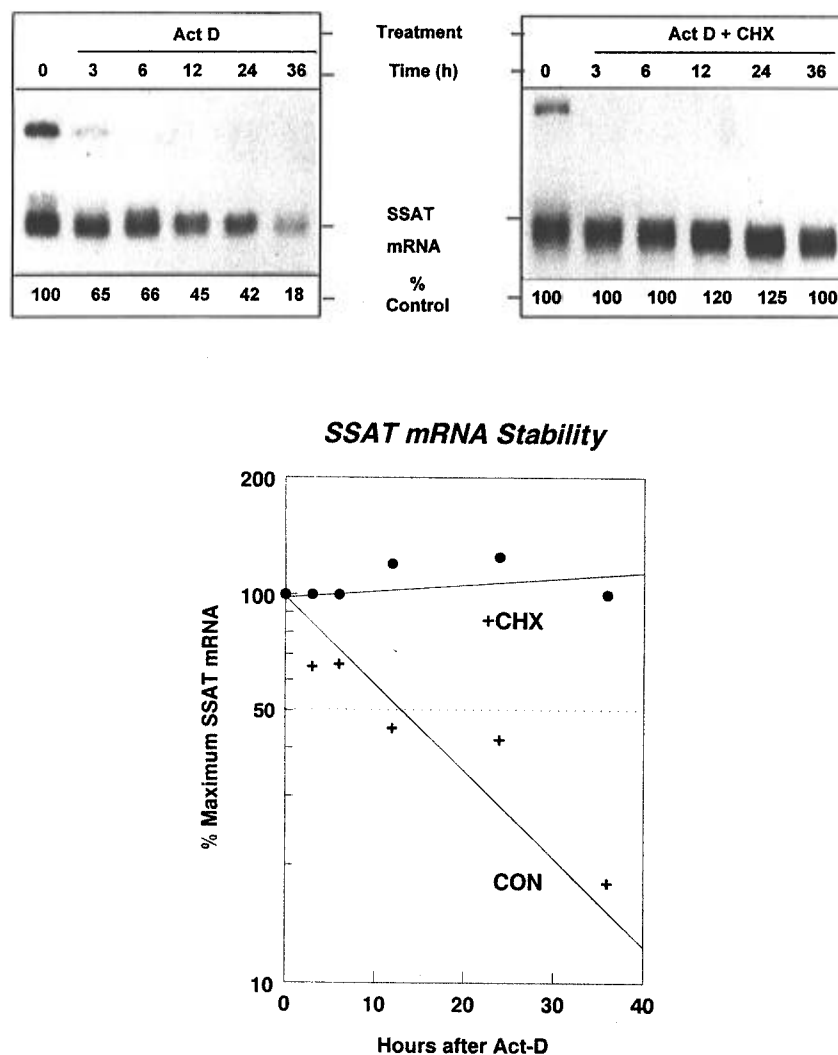 Act D
0 3 6 12 24 36
100 65 66 45 42 18
Treatment
Time (h)
SSAT
mRNA
%
Control
Act D + CHX
0 3 6 12 24 36
100 100 100 120 125 100
SSAT mRNA Stability
% Maximum SSAT mRNA
200
100
50
10
+CHX
CON
0 10 20 30 40
Hours after Act-D